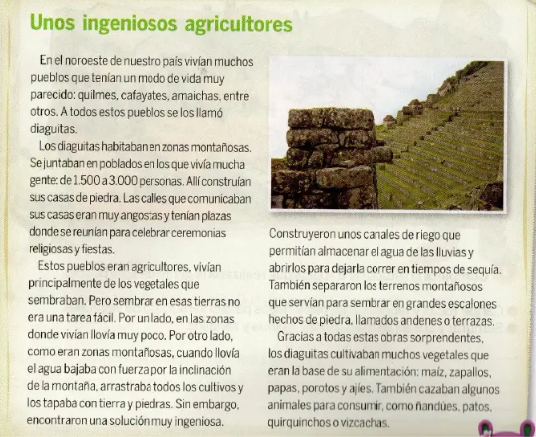 Unos ingeniosos agricultores
En el noroeste de nuestro país vivían muchos
pueblos que tenían un modo de vida muy
parecido: quilmes, cafayates, amaichas, entre
otros. A todos estos pueblos se los llamó
diaguitas.
Los diaguitas habitaban en zonas montañosas.
Se juntaban en poblados en los que vivía mucha
gente: de 1.500 a 3.000 personas. Allí construían
sus casas de piedra. Las calles que comunicaban
sus casas eran muy angostas y tenían plazas
donde se reunían para celebrar ceremonias
religiosas y fiestas.
Estos pueblos eran agricultores, vivían
principalmente de los vegetales que
sembraban. Pero sembrar en esas tierras no
era una tarea fácil. Por un lado, en las zonas
donde vivían llovía muy poco. Por otro lado,
como eran zonas montañosas, cuando llovía
el agua bajaba con fuerza por la inclinación
de la montaña, arrastraba todos los cultivos y
los tapaba con tierra y piedras. Sin embargo,
encontraron una solución muy ingeniosa.
Construyeron unos canales de riego que
permitían almacenar el agua de las lluvias y
abrirlos para dejarla correr en tiempos de sequía.
También separaron los terrenos montañosos
que servían para sembrar en grandes escalones
hechos de piedra, llamados andenes o terrazas.
Gracias a todas estas obras sorprendentes,
los diaguitas cultivaban muchos vegetales que
eran la base de su alimentación: maíz, zapallos,
papas, porotos y ajíes. También cazaban algunos
animales para consumir, como ñandúes, patos,
quirquinchos o vizcachas.